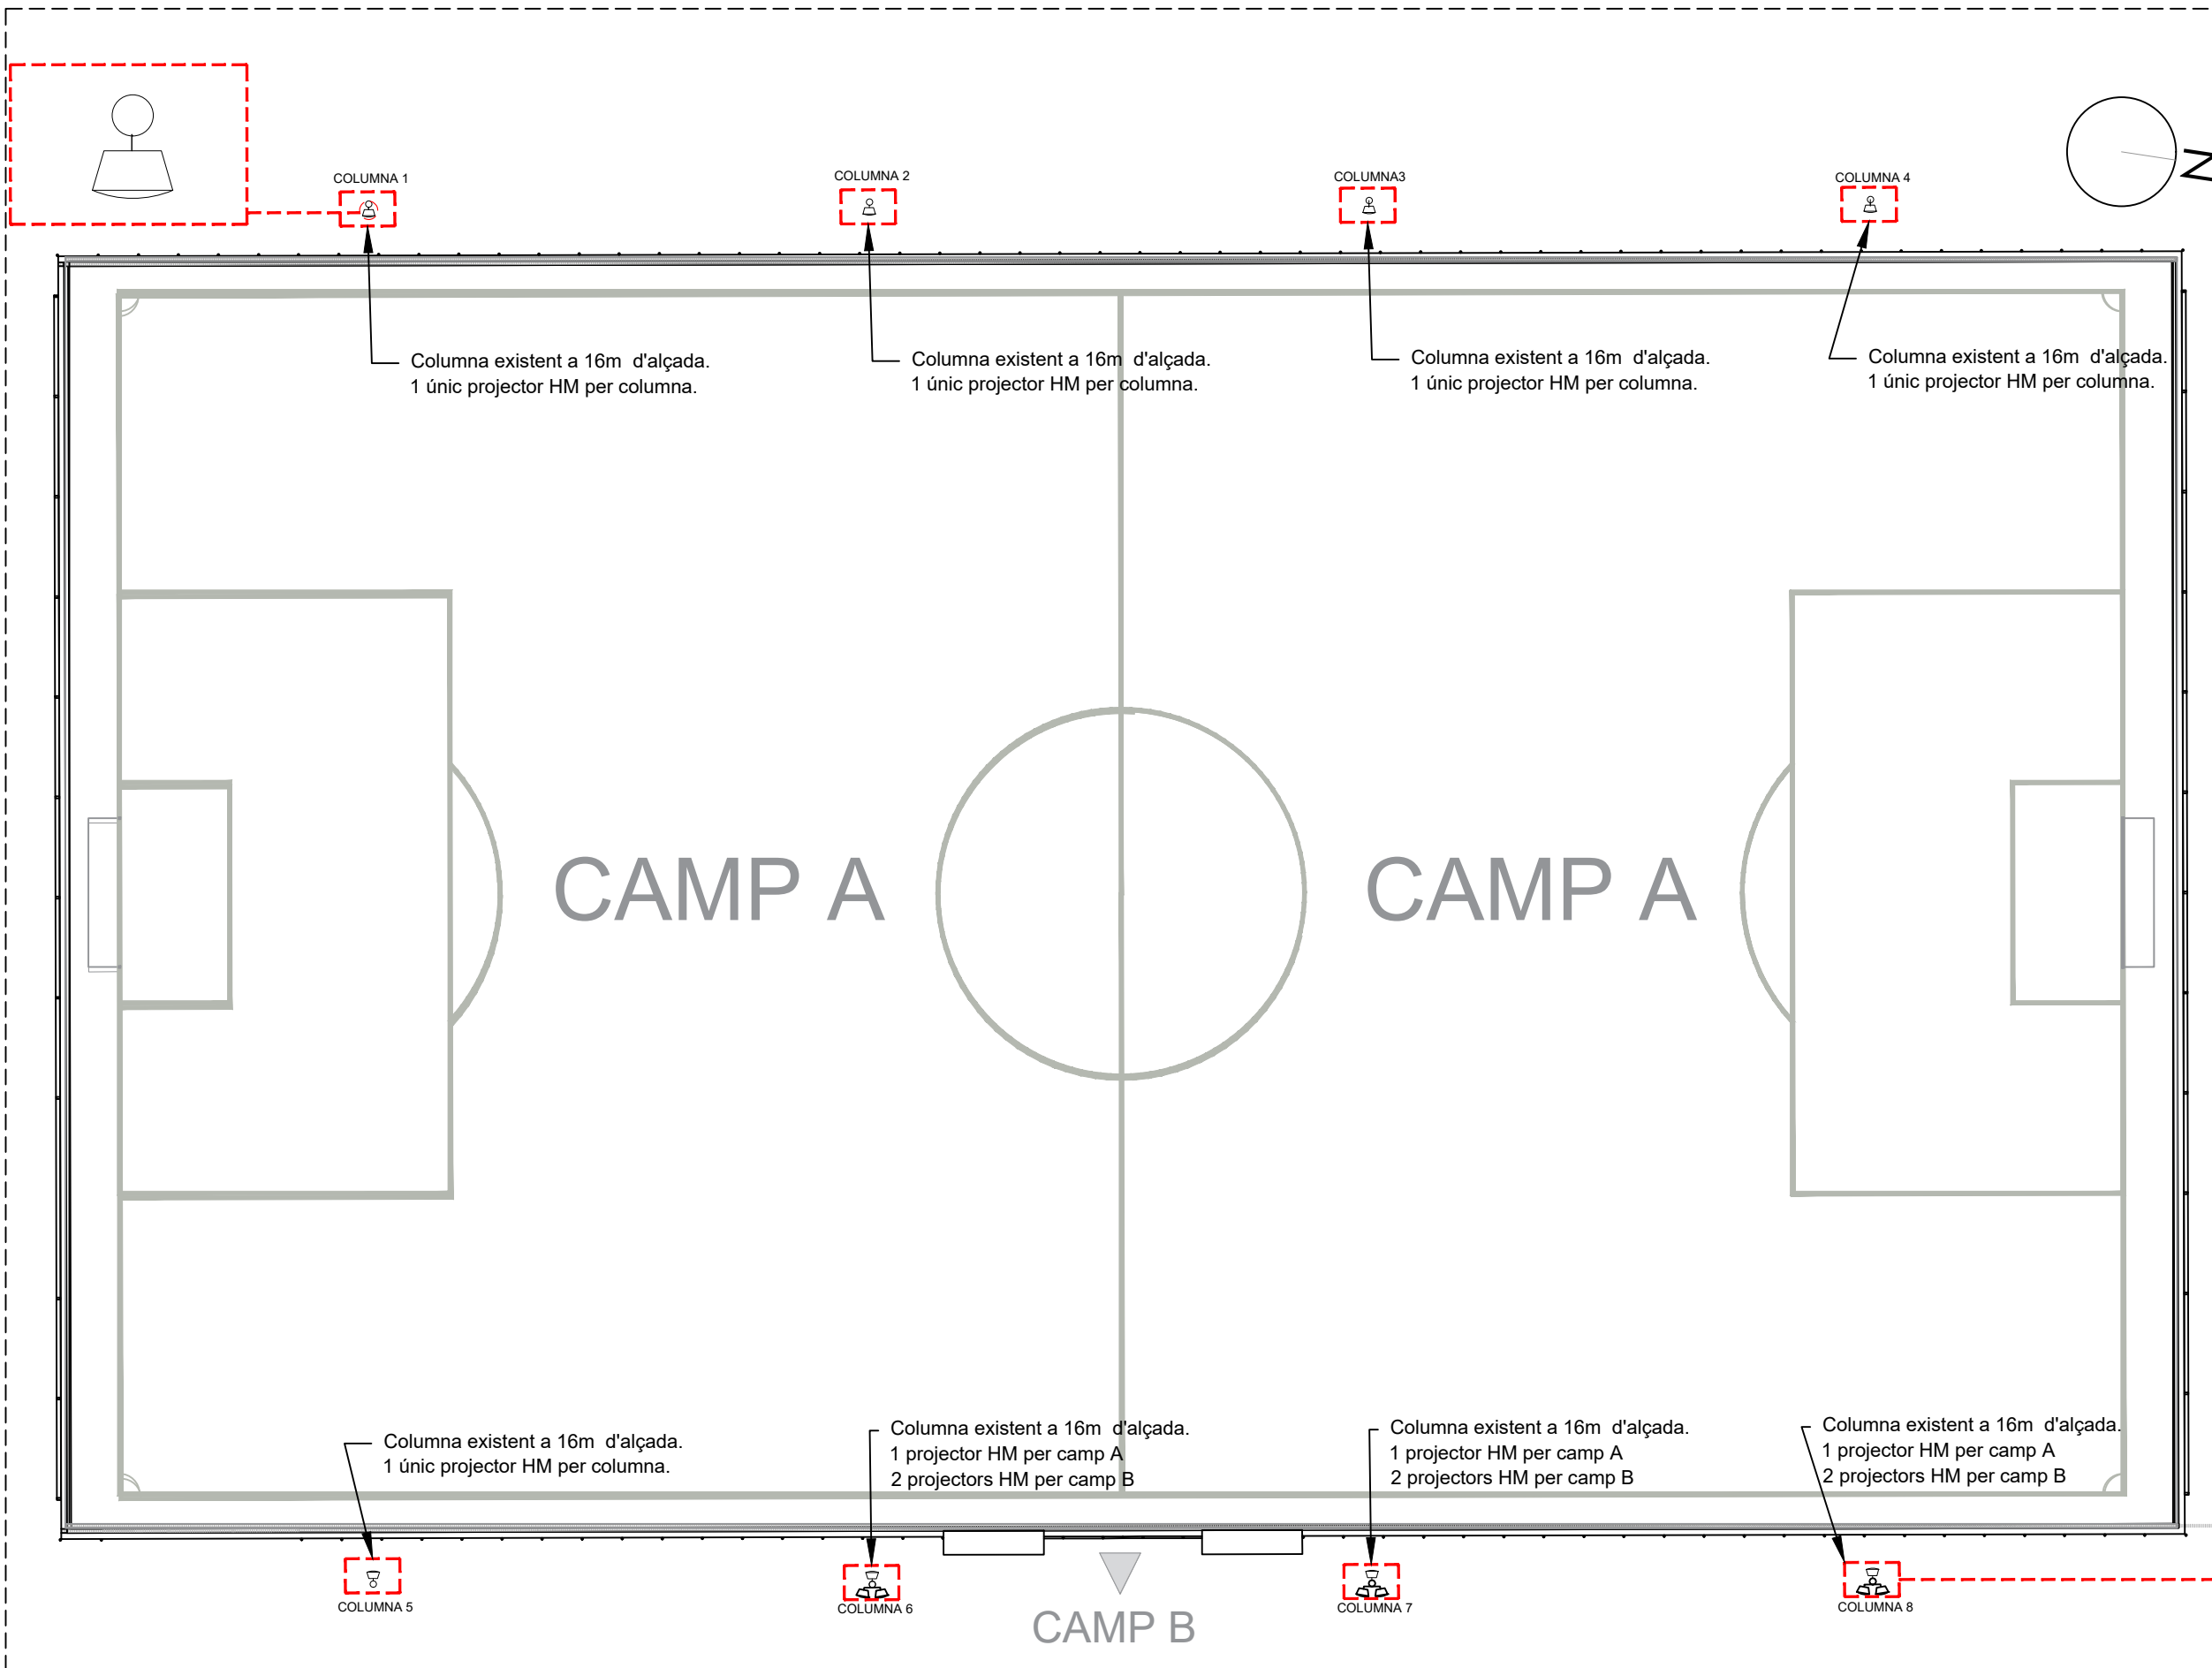 COLUMNA 1
COLUMNA 2
COLUMNA3
COLUMNA 4
N
Columna existent a 16m  d'alçada.
1 únic projector HM per columna.
Columna existent a 16m  d'alçada.
1 únic projector HM per columna.
Columna existent a 16m  d'alçada.
1 únic projector HM per columna.
Columna existent a 16m  d'alçada.
1 únic projector HM per columna.
CAMP A
CAMP A
Columna existent a 16m  d'alçada.
1 únic projector HM per columna.
Columna existent a 16m  d'alçada.
1 projector HM per camp A
2 projectors HM per camp B
Columna existent a 16m  d'alçada.
1 projector HM per camp A
2 projectors HM per camp B
Columna existent a 16m  d'alçada.
1 projector HM per camp A
2 projectors HM per camp B
COLUMNA 5
COLUMNA 6
COLUMNA 7
COLUMNA 8
CAMP B